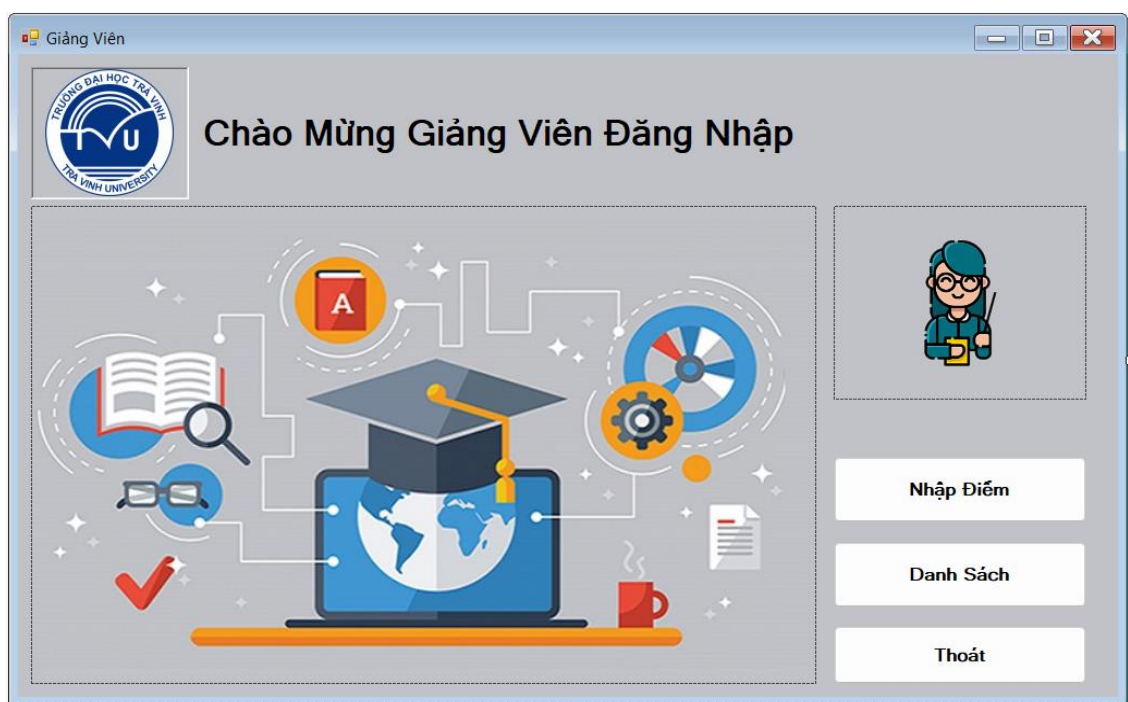 Giảng Viên
TRƯỜNG ĐẠI HỌC TRÀ VINH
TVU
TRA VINH UNIVERSITY
Chào Mừng Giảng Viên Đăng Nhập
A
Nhập Điểm
Danh Sách
Thoát